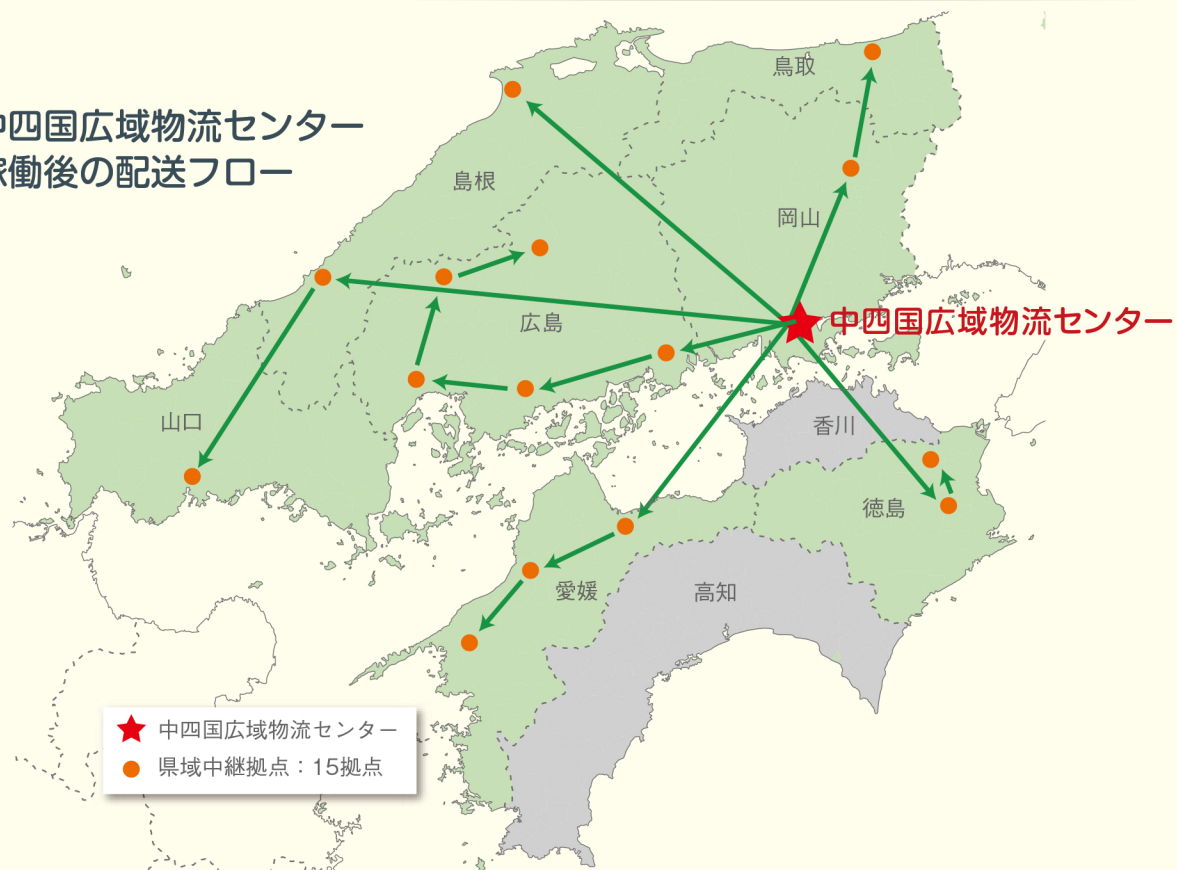 中四国広域物流センター
稼働後の配送フロー
鳥取
島根
岡山
広島
中四国広域物流センター
山口
香川
徳島
愛媛
高知
中四国広域物流センター
県域中継拠点：15拠点